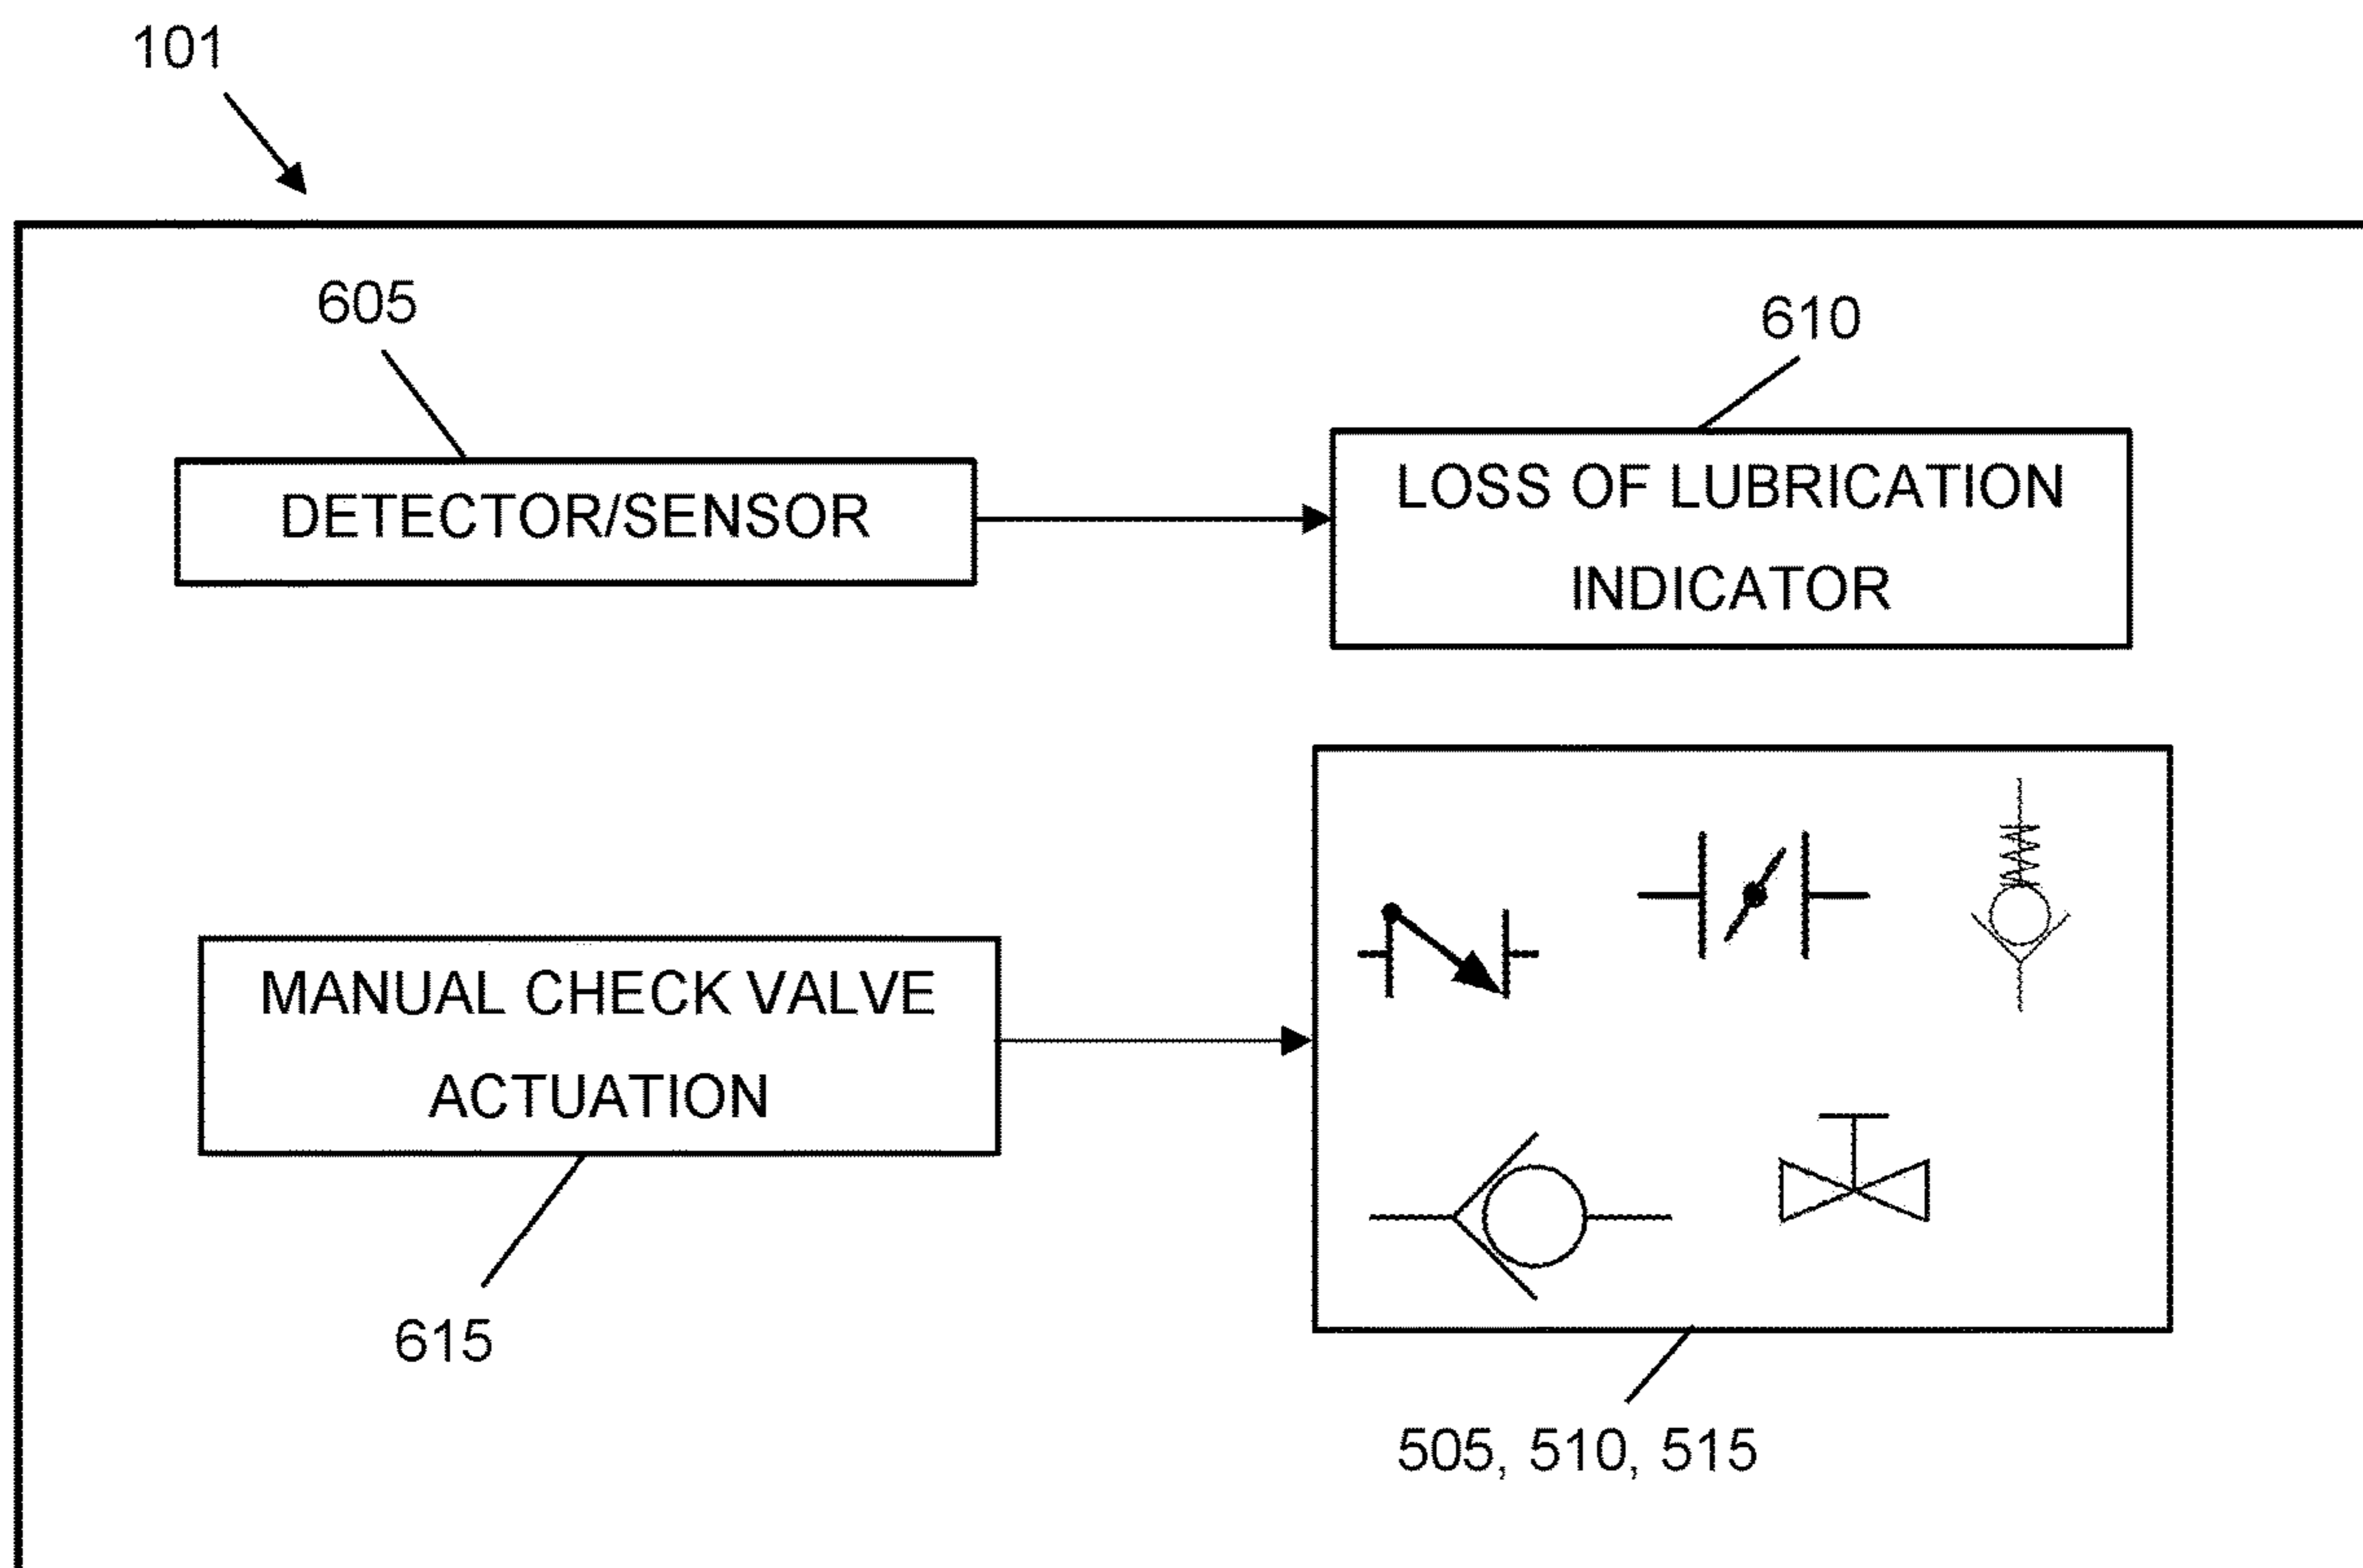 101
605
610
DETECTOR/SENSOR
LOSS OF LUBRICATION
INDICATOR
MANUAL CHECK VALVE
ACTUATION
615
505, 510, 515